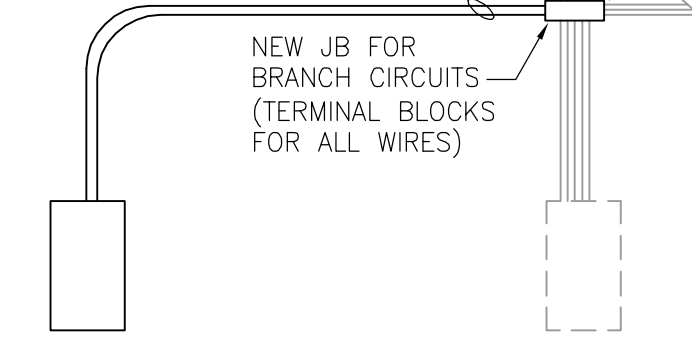 NEW JB FOR
BRANCH CIRCUITS
(TERMINAL BLOCKS
FOR ALL WIRES)